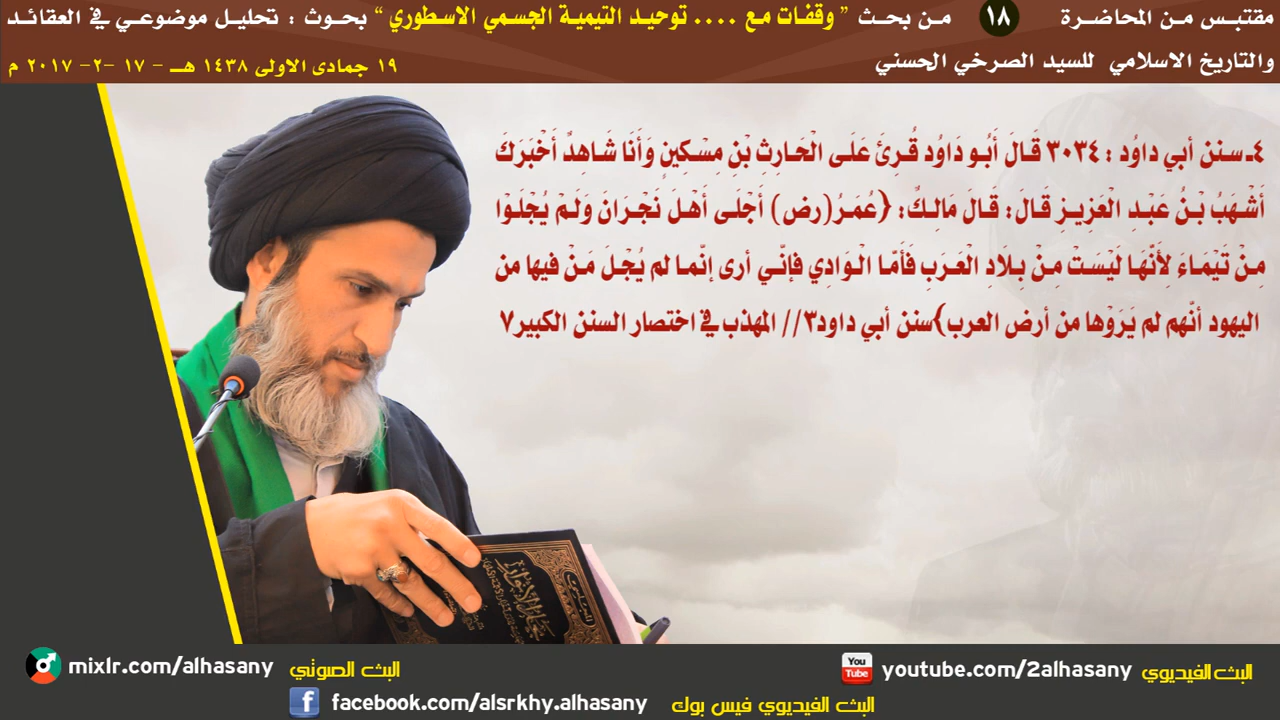 مقتبس من المحاضرة ١٨ من بحث " وقفات مع .... توحيد التيمية الجسمي الاسطوري " بحوث : تحليل موضوعي في العقائد
والتاريخ الاسلامي للسيد الصرخي الحسني ١٩ جمادى الاولى ١٤٣٨ هـ - ١٧ -٢- ٢٠١٧ م
٤ـ سنن أبي داوُد : ٣٠٣٤ قَالَ أَبُو دَاوُد قُرِئَ عَلَى الْحَارِثِ بْنِ مِسْكِينٍ وَأَنَا شَاهِدٌ أَخْبَرَكَ
أَشْهَبُ بْنُ عَبْدِ الْعَزِيزِ قَالَ: قَالَ مَالِكٌ: {عُمَرُ(رض) أَجْلَى أَهْلَ نَجْرَانَ وَلَمْ يُجْلَوْا
مِنْ تَيْمَاءَ لِأَنَّهَا لَيْسَتْ مِنْ بِلَادِ الْعَرَبِ فَأَمّا الْوَادِي فَإنّي أرى إنّما لم يُجْلَ مَنْ فيها من
اليهود أنّهم لم يَرَوْها من أرض العرب}سنن أبي داود٣// المهذب في اختصار السنن الكبير٧
mixlr.com/alhasany البث الصوتي
youtube.com/2alhasany البث الفيديوي
You Tube
facebook.com/alsrkhy.alhasany البث الفيديوي فيس بوك